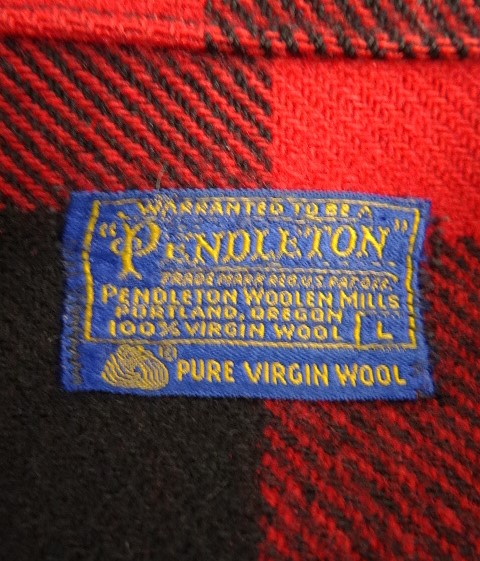 WARRANTED TO BE A
"PENDLETON"
TRADE MARK REG U.S. PAT OFF.
PENDLETON WOOLEN MILLS
PORTLAND, OREGON
100% VIRGIN WOOL L
PURE VIRGIN WOOL